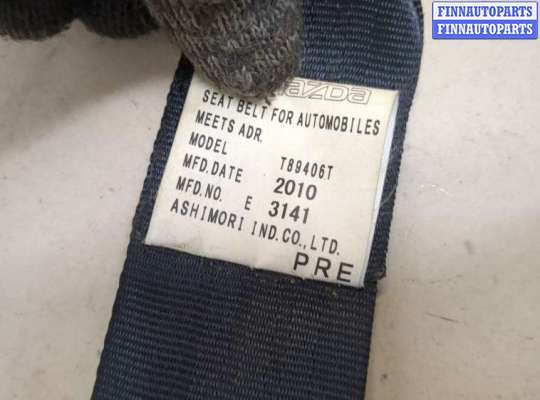 FINNAUTOPARTS
FINNAUTOPARTS
mazda
SEAT BELT FOR AUTOMOBILES
MEETS ADR.
MODEL T89406T
MFD.DATE 2010
MFD.NO. E 3141
ASHIMORI IND.CO.,LTD.
PRE